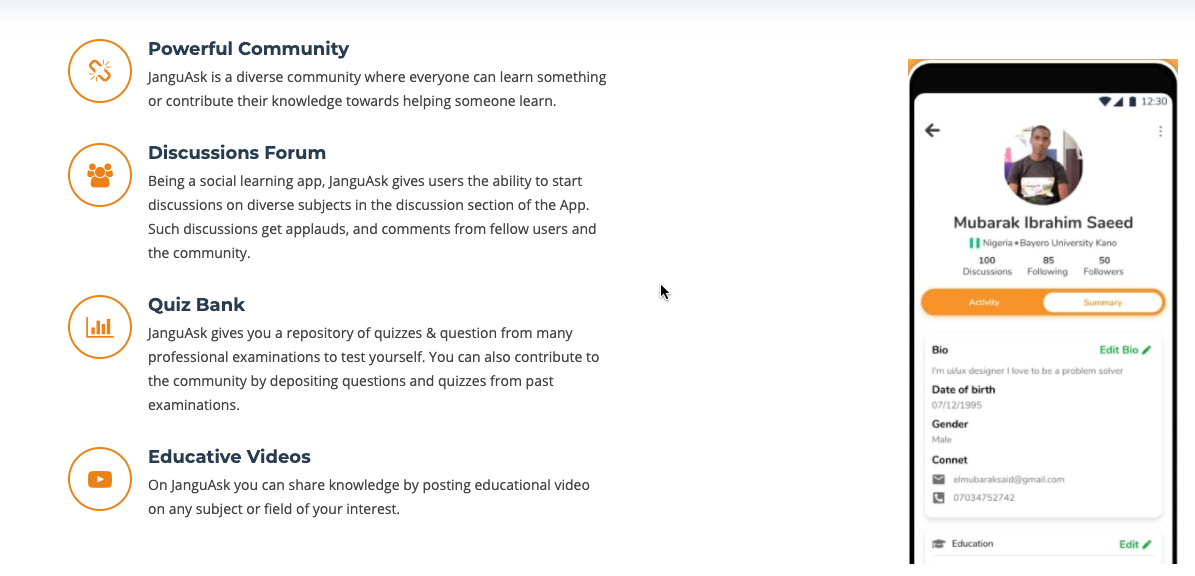 Powerful Community
JanguAsk is a diverse community where everyone can learn something
or contribute their knowledge towards helping someone learn.
Discussions Forum
Being a social learning app, JanguAsk gives users the ability to start
discussions on diverse subjects in the discussion section of the App.
Such discussions get applauds, and comments from fellow users and
the community.
Quiz Bank
JanguAsk gives you a repository of quizzes & question from many
professional examinations to test yourself. You can also contribute to
the community by depositing questions and quizzes from past
examinations.
Educative Videos
On JanguAsk you can share knowledge by posting educational video
on any subject or field of your interest.
12:30
Mubarak Ibrahim Saeed
Nigeria • Bayero University Kano
100 85 50
Discussions Following Followers
Activity Summary
Bio Edit Bio
I'm ui/ux designer I love to be a problem solver
Date of birth
07/12/1995
Gender
Male
Connet
elmubaraksaid@gmail.com
07034752742
Education Edit